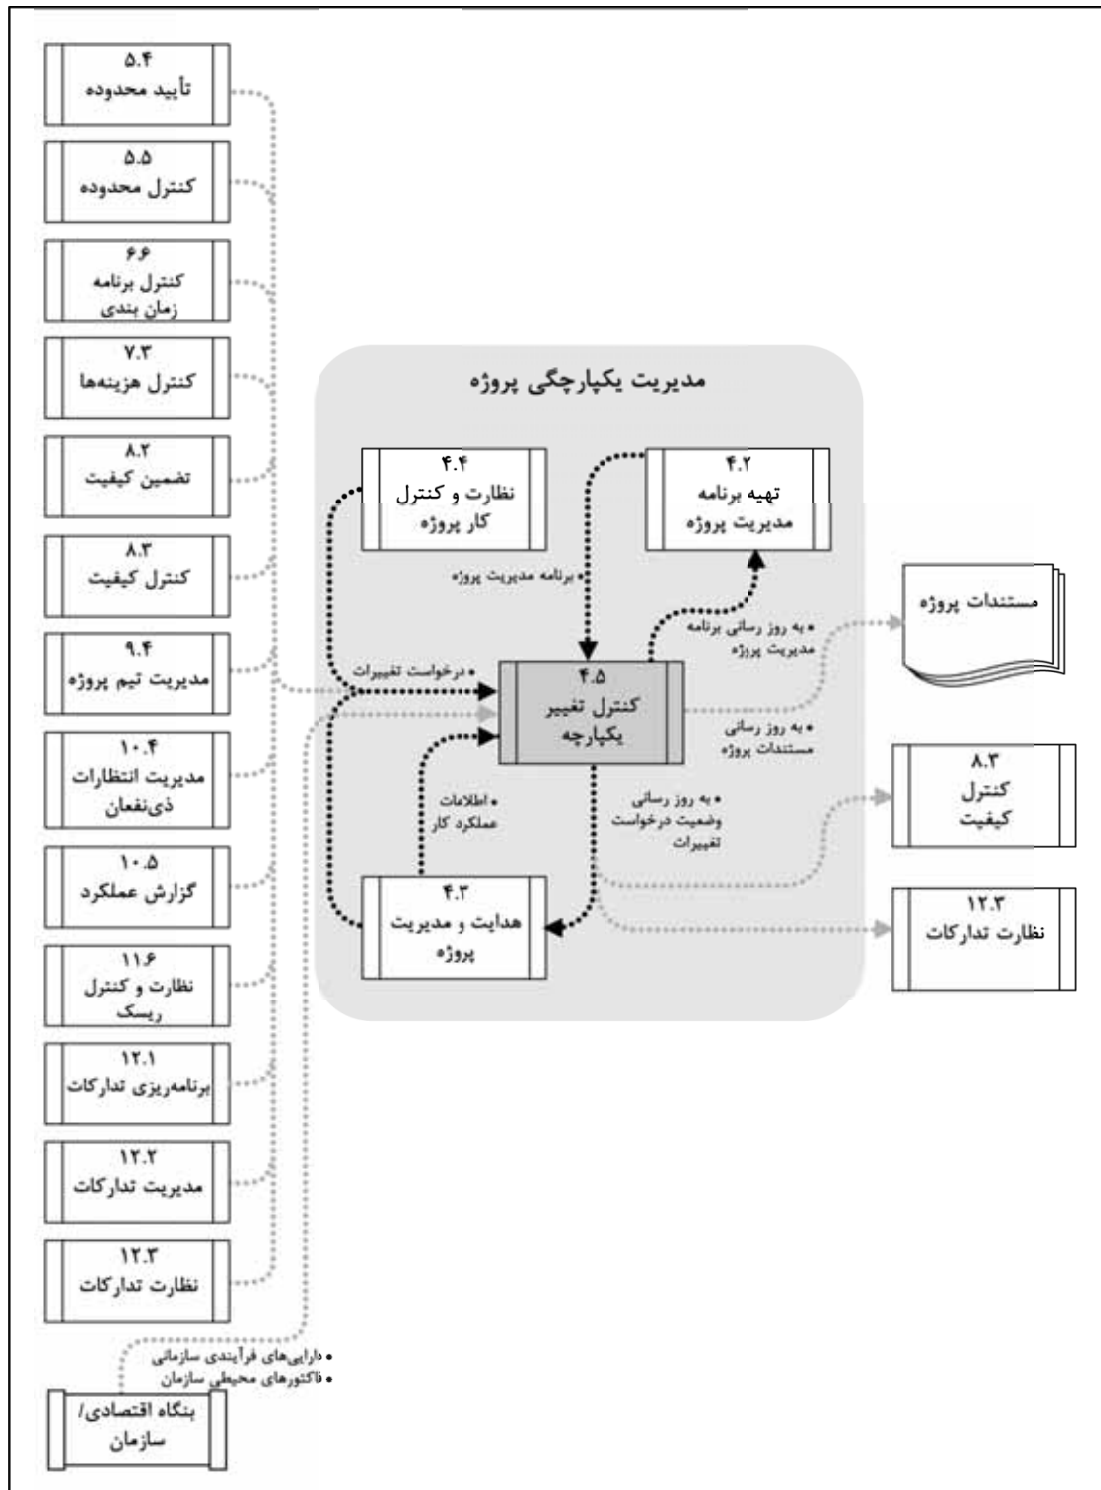 ۵.۴
تأیید محدوده
۵.۵
کنترل محدوده
۶.۶
کنترل برنامه
زمان بندی
۷.۳
کنترل هزینه‌ها
۸.۲
تضمین کیفیت
۸.۳
کنترل کیفیت
۹.۴
مدیریت تیم پروژه
۱۰.۴
مدیریت انتظارات
ذی‌نفعان
۱۰.۵
گزارش عملکرد
۱۱.۶
نظارت و کنترل
ریسک
۱۲.۱
برنامه‌ریزی تدارکات
۱۲.۲
مدیریت تدارکات
۱۲.۳
نظارت تدارکات
• دارایی‌های فرآیندی سازمانی
• فاکتورهای محیطی سازمان
بنگاه اقتصادی/
سازمان
مدیریت یکپارچگی پروژه
۴.۲
تهیه برنامه
مدیریت پروژه
۴.۴
نظارت و کنترل
کار پروژه
• برنامه مدیریت پروژه
• به روز رسانی برنامه
مدیریت پروژه
• درخواست تغییرات
۴.۵
کنترل تغییر
یکپارچه
• به روز رسانی
مستندات پروژه
• اطلاعات
عملکرد کار
• به روز رسانی
وضعیت درخواست
تغییرات
۴.۳
هدایت و مدیریت
پروژه
مستندات پروژه
۸.۳
کنترل
کیفیت
۱۲.۳
نظارت تدارکات